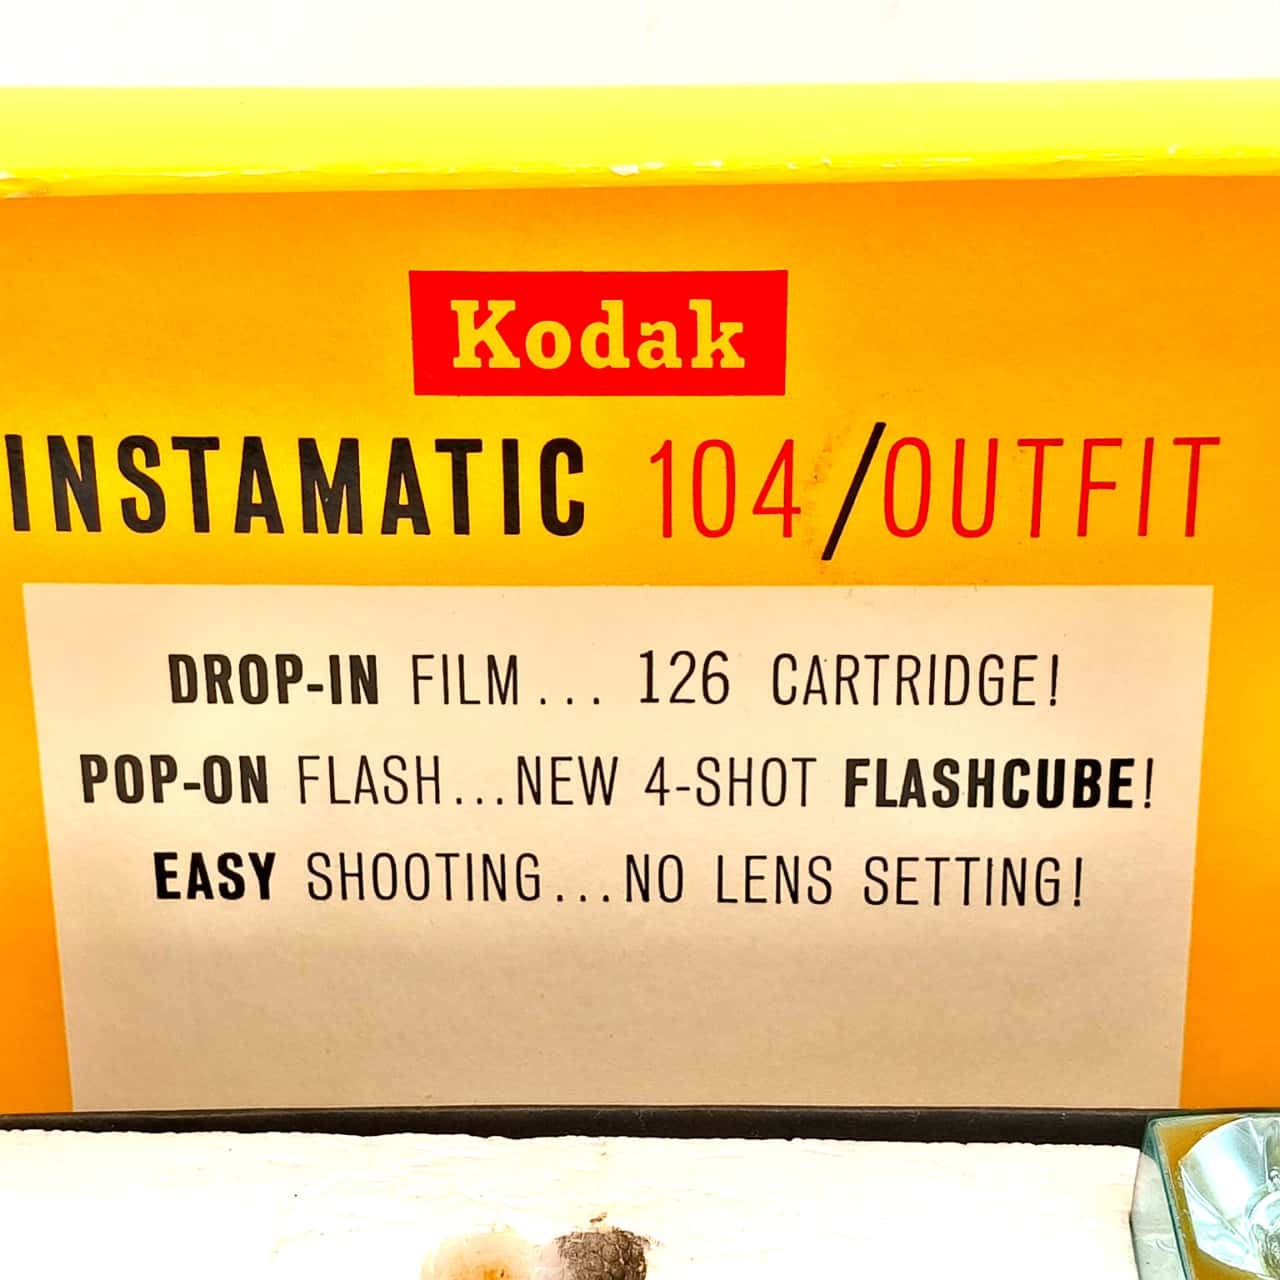 Kodak
INSTAMATIC 104/OUTFIT
DROP-IN FILM... 126 CARTRIDGE!
POP-ON FLASH...NEW 4-SHOT FLASHCUBE!
EASY SHOOTING...NO LENS SETTING!